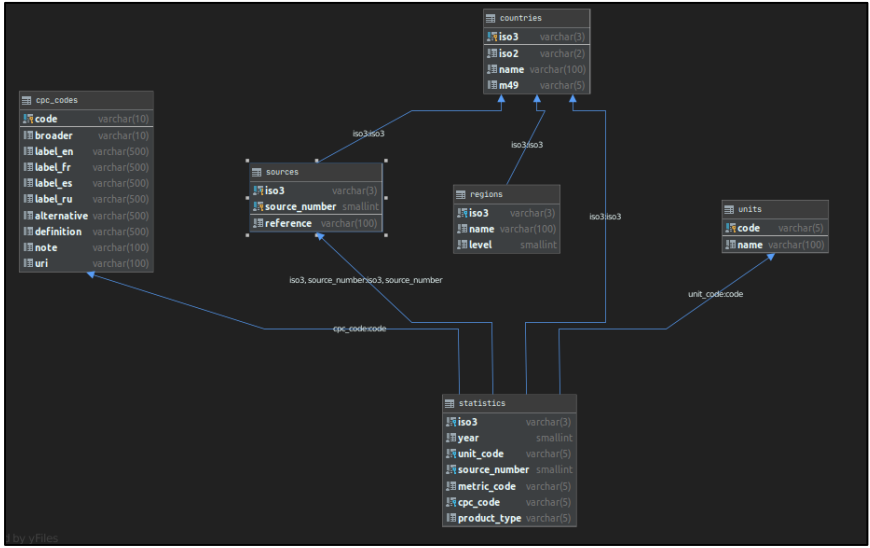 countries
iso3 varchar(3)
iso2 varchar(2)
name varchar(100)
m49 varchar(5)
cpc_codes
code varchar(10)
broader varchar(10)
label_en varchar(500)
label_fr varchar(500)
label_es varchar(500)
label_ru varchar(500)
alternative varchar(500)
definition varchar(500)
note varchar(100)
uri varchar(100)
iso3:iso3
iso3:iso3
sources
iso3 varchar(3)
source_number smallint
reference varchar(100)
regions
iso3 varchar(3)
name varchar(100)
level smallint
iso3:iso3
units
code varchar(5)
name varchar(100)
iso3, source_number:iso3, source_number
unit_code:code
cpc_code:code
statistics
iso3 varchar(3)
year smallint
unit_code varchar(5)
source_number smallint
metric_code varchar(5)
cpc_code varchar(5)
product_type varchar(5)
d by yFiles